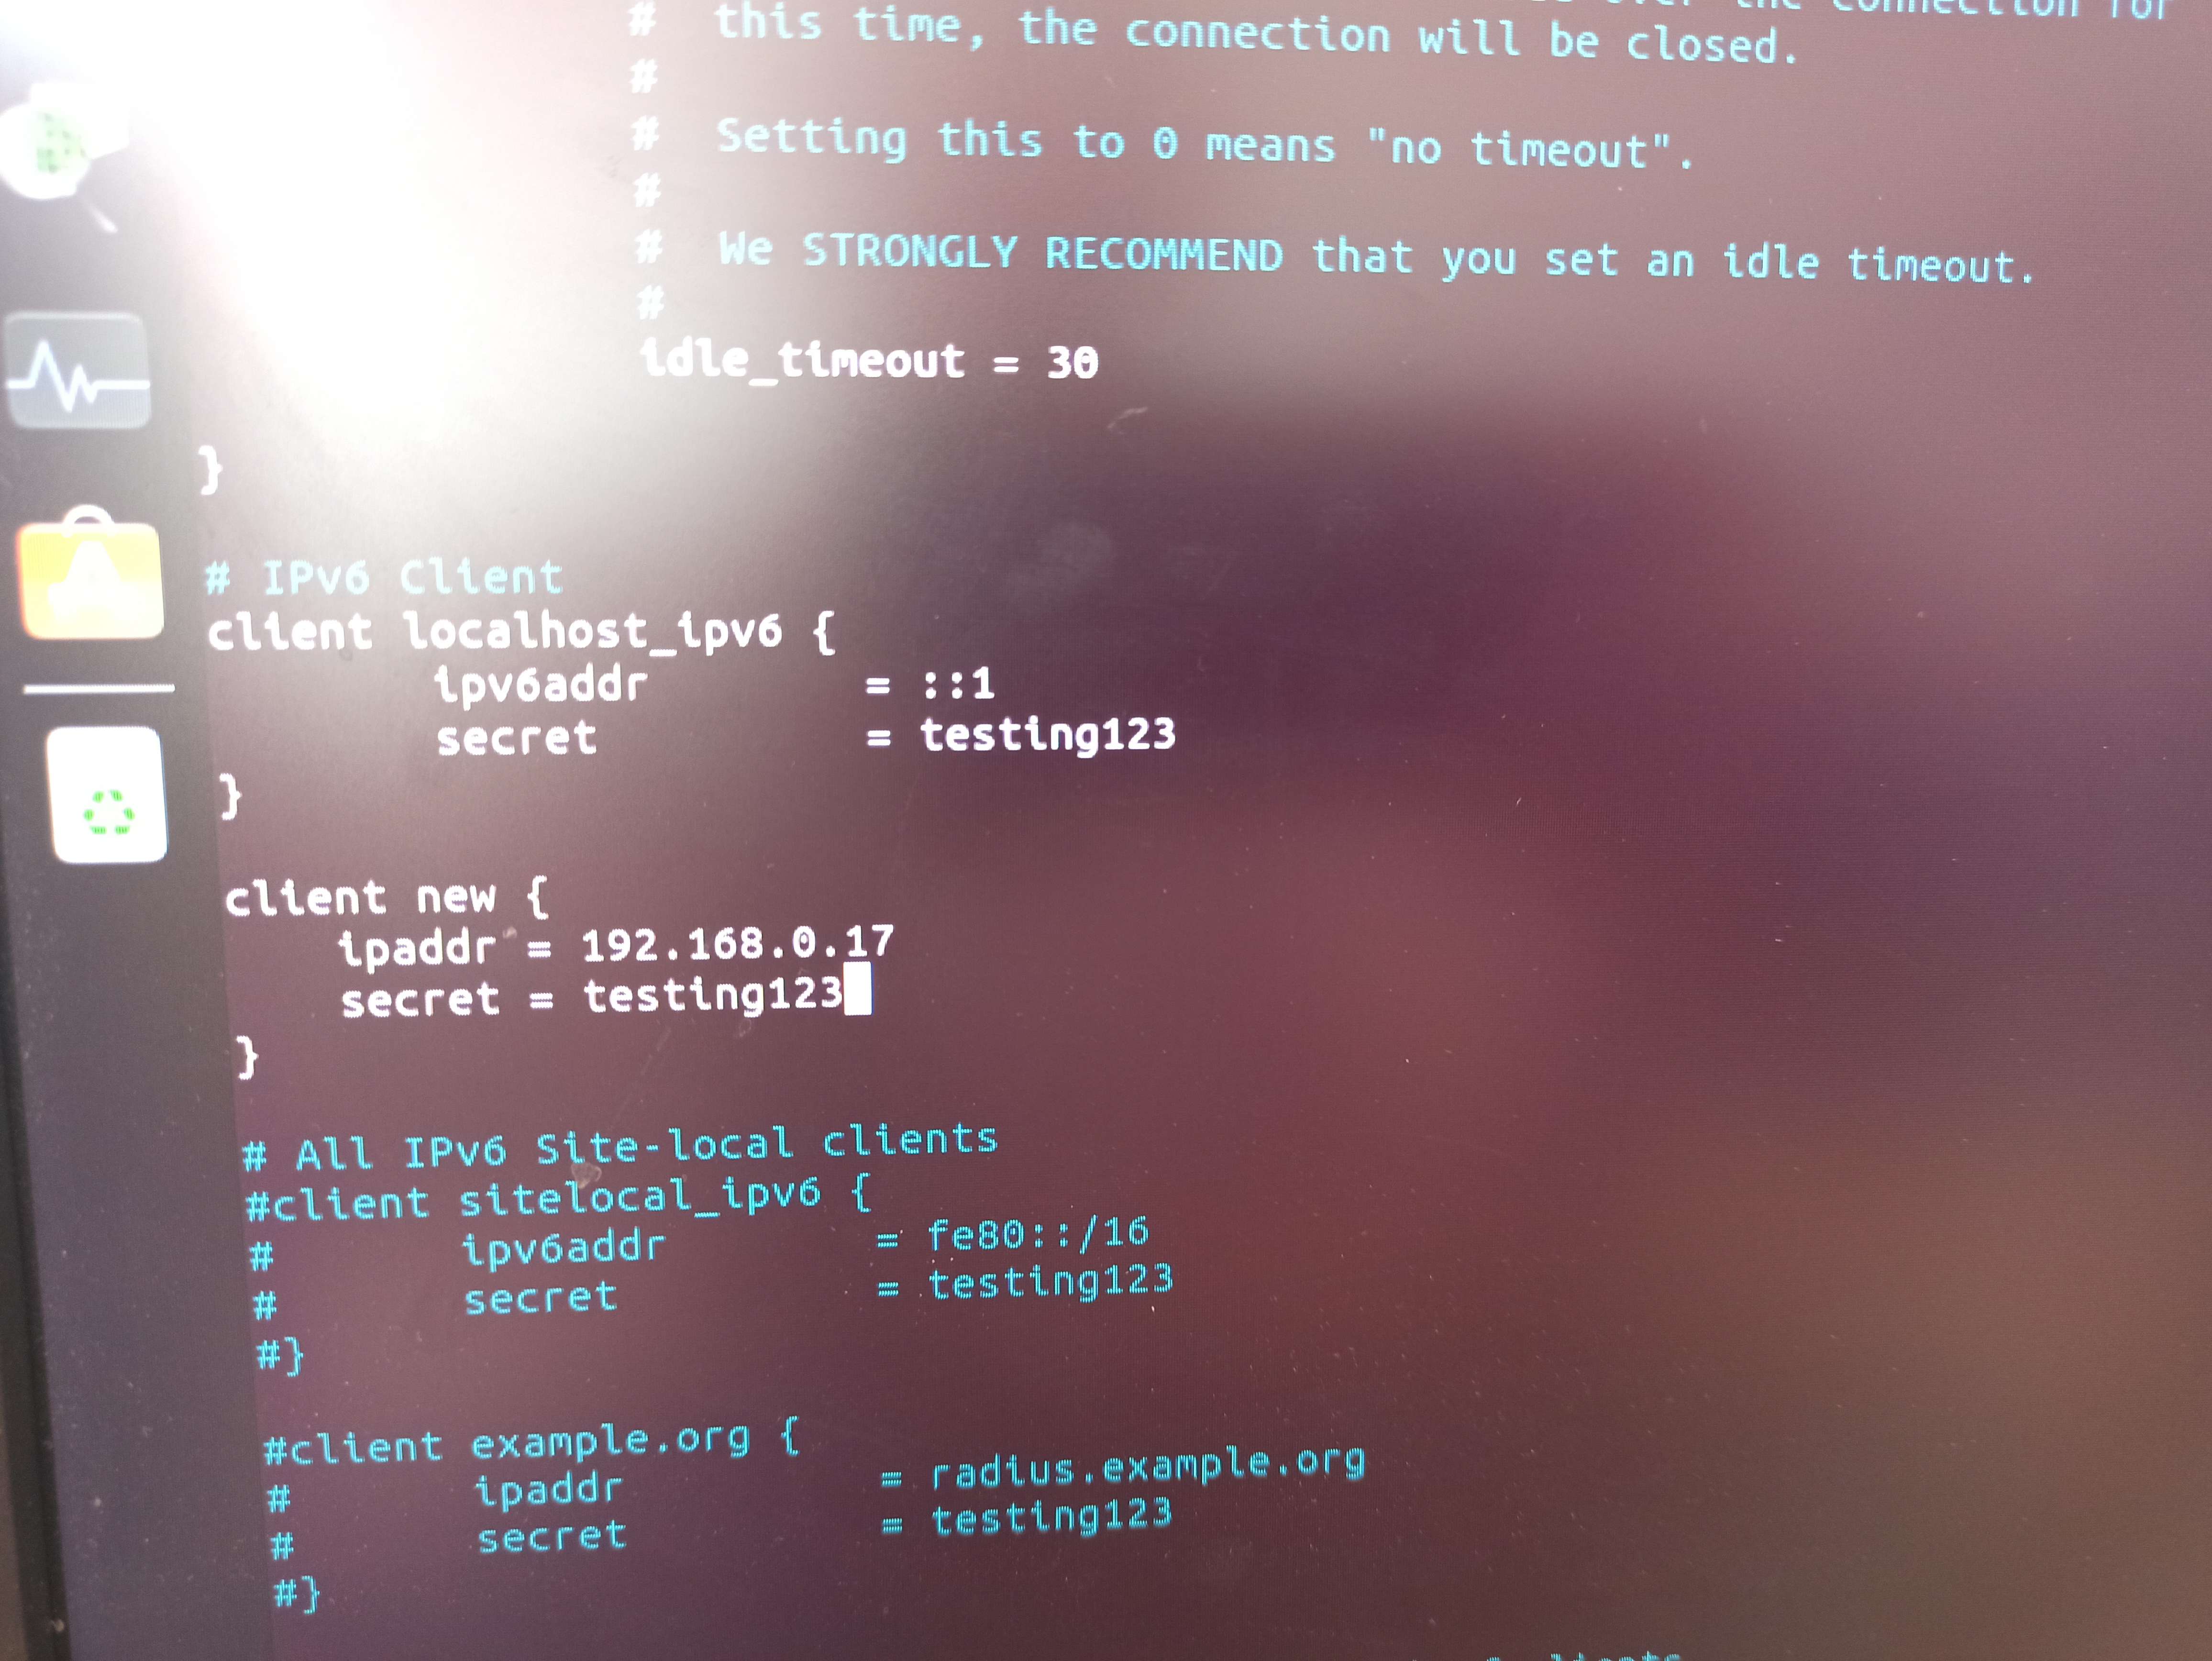 the connection for
# this time, the connection will be closed.
#
# Setting this to 0 means "no timeout".
#
# We STRONGLY RECOMMEND that you set an idle timeout.
#
idle_timeout = 30
}
# IPv6 Client
client localhost_ipv6 {
ipv6addr = ::1
secret = testing123
}
client new {
ipaddr = 192.168.0.17
secret = testing123
}
# All IPv6 Site-local clients
#client sitelocal_ipv6 {
# ipv6addr = fe80::/16
# secret = testing123
#}
#client example.org {
# ipaddr = radius.example.org
# secret = testing123
#}